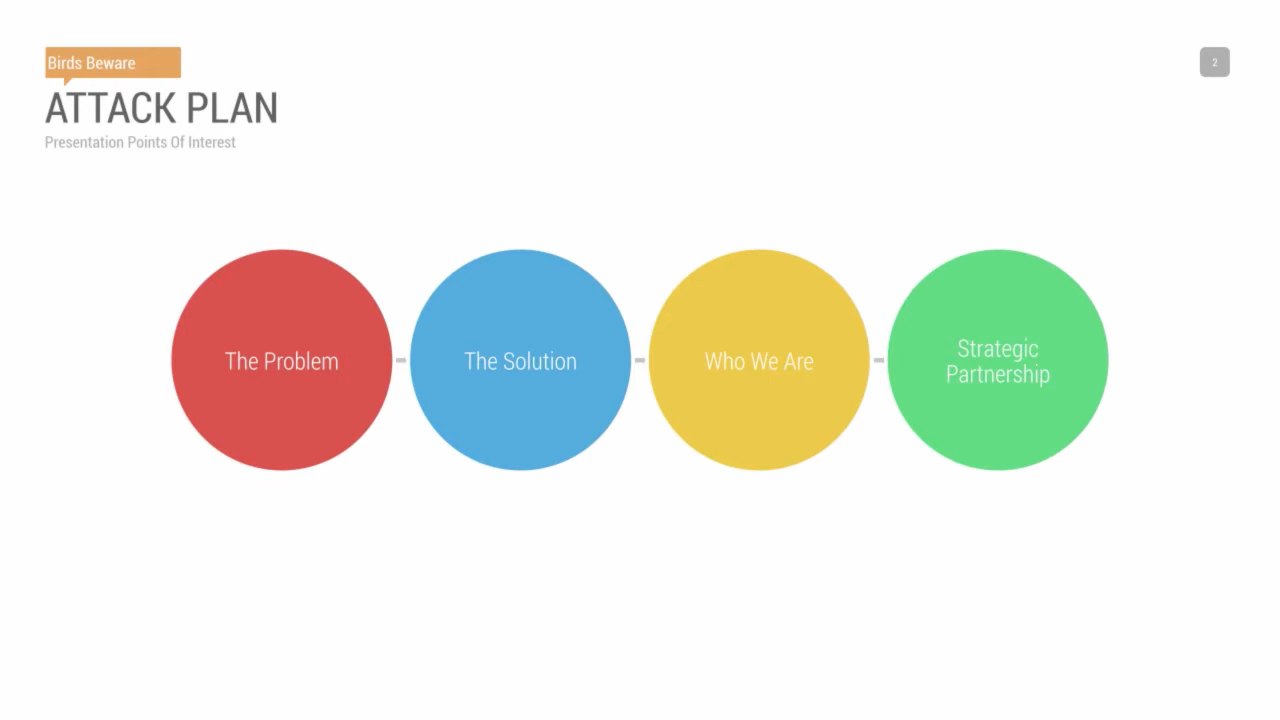 Birds Beware
2
ATTACK PLAN
Presentation Points Of Interest
The Problem
The Solution
Who We Are
Strategic
Partnership